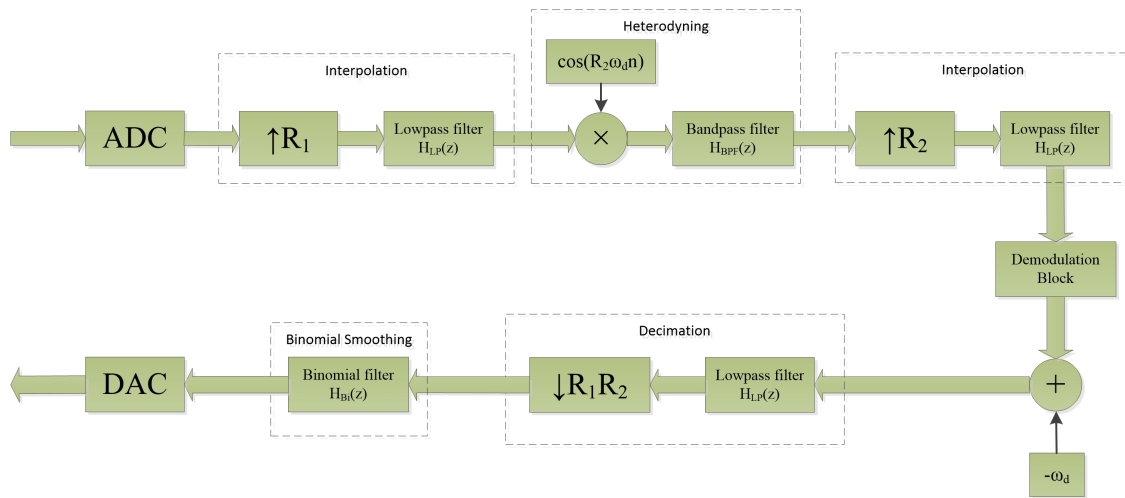 Heterodyning
cos(R₂ω_dn)
Interpolation
Interpolation
ADC
↑R₁
Lowpass filter
H_LP(z)
×
Bandpass filter
H_BPF(z)
↑R₂
Lowpass filter
H_LP(z)
Demodulation
Block
Decimation
Binomial Smoothing
DAC
Binomial filter
H_Bi(z)
↓R₁R₂
Lowpass filter
H_LP(z)
+
-ω_d